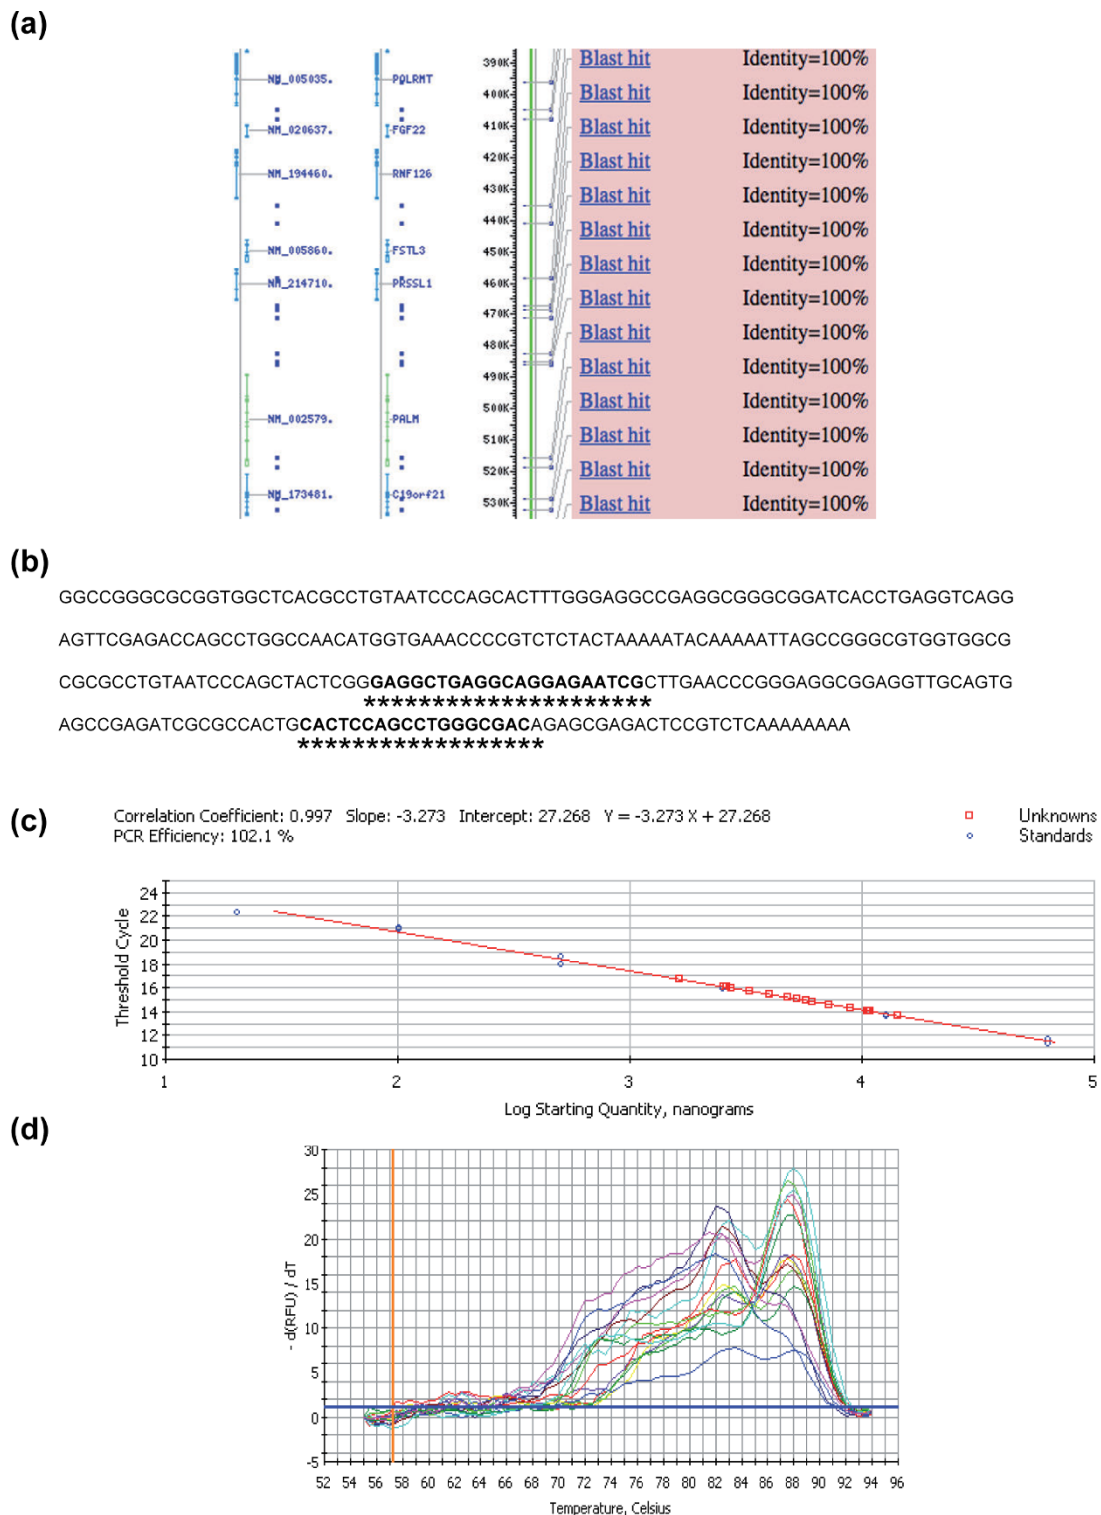 (a)
NM_005035.
POLRMT
NM_020637.
FGF22
NM_194460.
RNF126
NM_005860.
FSTL3
NM_214710.
PRSSL1
NM_002579.
PALM
NM_173481.
C19orf21
390K
400K
410K
420K
430K
440K
450K
460K
470K
480K
490K
500K
510K
520K
530K
Blast hit Identity=100%
Blast hit Identity=100%
Blast hit Identity=100%
Blast hit Identity=100%
Blast hit Identity=100%
Blast hit Identity=100%
Blast hit Identity=100%
Blast hit Identity=100%
Blast hit Identity=100%
Blast hit Identity=100%
Blast hit Identity=100%
Blast hit Identity=100%
Blast hit Identity=100%
Blast hit Identity=100%
(b)
GGCCGGGCGCGGTGGCTCACGCCTGTAATCCCAGCACTTTGGGAGGCCGAGGCGGGCGGATCACCTGAGGTCAGG
AGTTCGAGACCAGCCTGGCCAACATGGTGAAACCCCGTCTCTACTAAAAATACAAAAATTAGCCGGGCGTGGTGGCG
CGCGCCTGTAATCCCAGCTACTCGGGAGGCTGAGGCAGGAGAATCGCTTGAACCCGGGAGGCGGAGGTTGCAGTG
*********************
AGCCGAGATCGCGCCACTGCACTCCAGCCTGGGCGACAGAGCGAGACTCCGTCTCAAAAAAAA
******************
(c)
Correlation Coefficient: 0.997 Slope: -3.273 Intercept: 27.268 Y = -3.273 X + 27.268
PCR Efficiency: 102.1 %
Unknowns
Standards
Threshold Cycle
24
22
20
18
16
14
12
10
1 2 3 4 5
Log Starting Quantity, nanograms
(d)
- d(RFU) / dT
30
25
20
15
10
5
0
-5
52 54 56 58 60 62 64 66 68 70 72 74 76 78 80 82 84 86 88 90 92 94 96
Temperature, Celsius